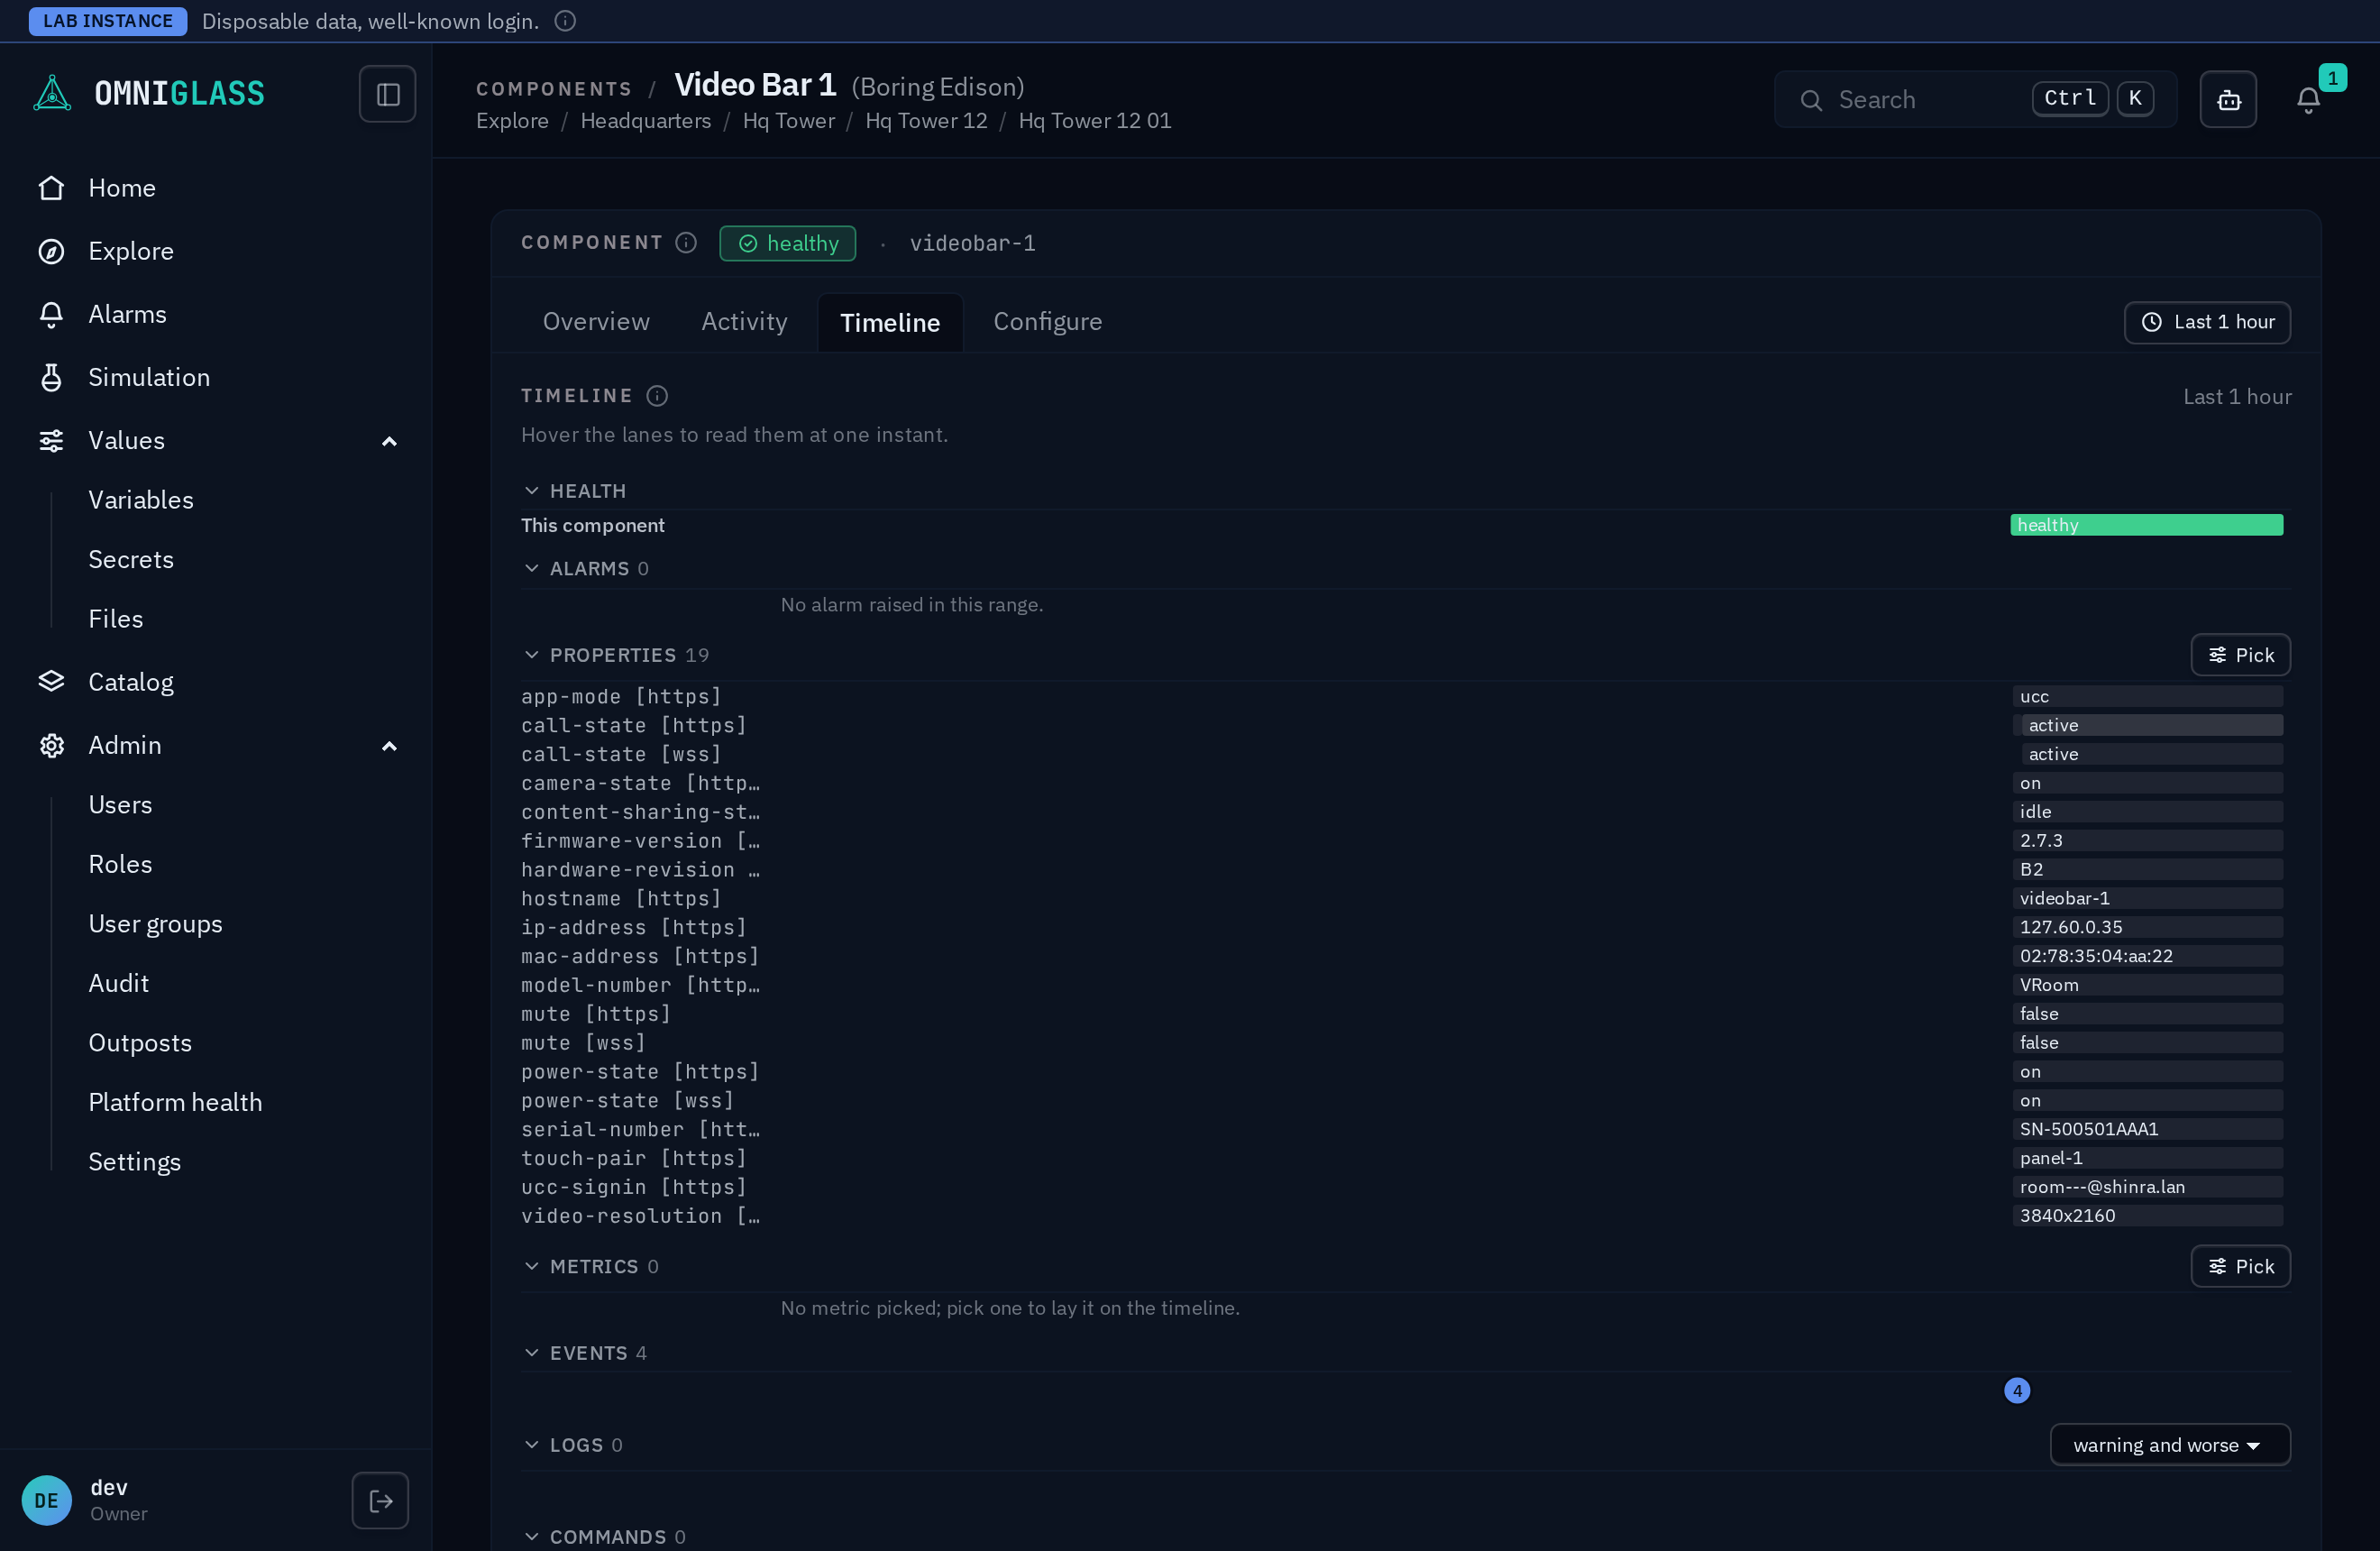 LAB INSTANCE Disposable data, well-known login.
OMNIGLASS
COMPONENTS / Video Bar 1 (Boring Edison)
Explore / Headquarters / Hq Tower / Hq Tower 12 / Hq Tower 12 01
Search Ctrl K
1
Home
Explore
Alarms
Simulation
Values
Variables
Secrets
Files
Catalog
Admin
Users
Roles
User groups
Audit
Outposts
Platform health
Settings
DE dev
Owner
COMPONENT healthy · videobar-1
Overview Activity Timeline Configure Last 1 hour
TIMELINE Last 1 hour
Hover the lanes to read them at one instant.
HEALTH
This component healthy
ALARMS 0
No alarm raised in this range.
PROPERTIES 19 Pick
app-mode [https] ucc
call-state [https] active
call-state [wss] active
camera-state [http… on
content-sharing-st… idle
firmware-version [… 2.7.3
hardware-revision … B2
hostname [https] videobar-1
ip-address [https] 127.60.0.35
mac-address [https] 02:78:35:04:aa:22
model-number [http… VRoom
mute [https] false
mute [wss] false
power-state [https] on
power-state [wss] on
serial-number [htt… SN-500501AAA1
touch-pair [https] panel-1
ucc-signin [https] room---@shinra.lan
video-resolution [… 3840x2160
METRICS 0 Pick
No metric picked; pick one to lay it on the timeline.
EVENTS 4
4
LOGS 0 warning and worse
COMMANDS 0